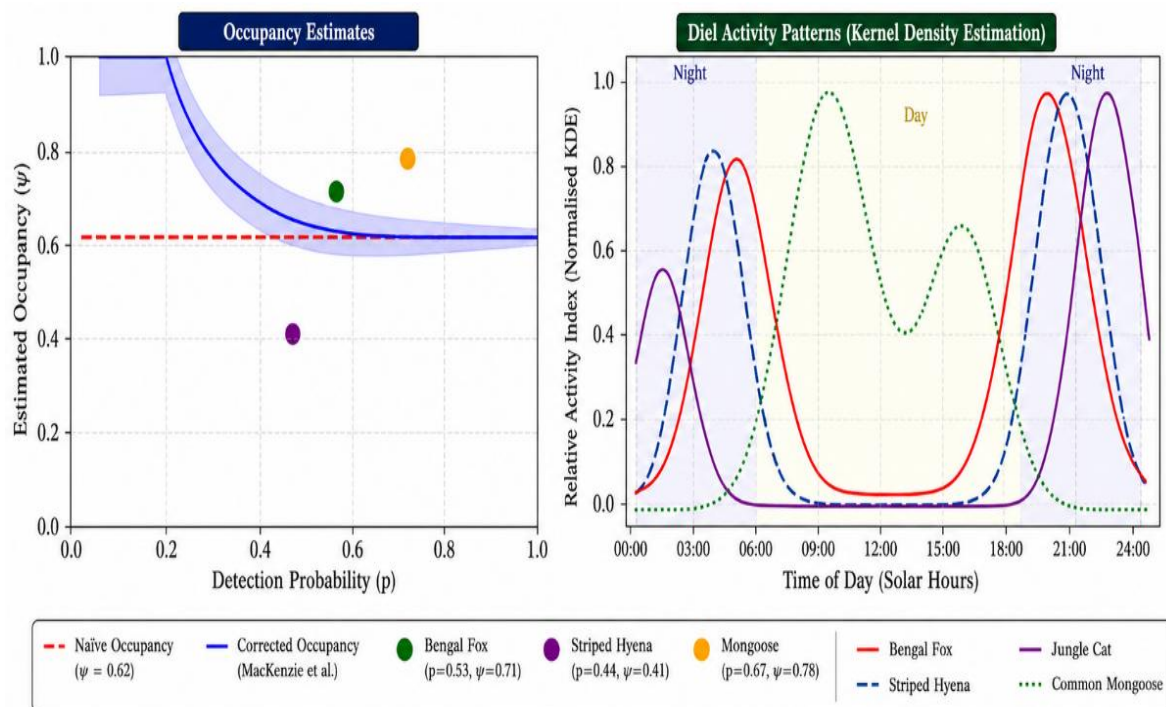 Occupancy Estimates
Estimated Occupancy (ψ)
1.0
0.8
0.6
0.4
0.2
0.0
0.0 0.2 0.4 0.6 0.8 1.0
Detection Probability (p)
Diel Activity Patterns (Kernel Density Estimation)
Relative Activity Index (Normalised KDE)
Night
Day
Night
1.0
0.8
0.6
0.4
0.2
0.0
00:00 03:00 06:00 09:00 12:00 15:00 18:00 21:00 24:00
Time of Day (Solar Hours)
Naïve Occupancy
(ψ = 0.62)
Corrected Occupancy
(MacKenzie et al.)
Bengal Fox
(p=0.53, ψ=0.71)
Striped Hyena
(p=0.44, ψ=0.41)
Mongoose
(p=0.67, ψ=0.78)
Bengal Fox
Jungle Cat
Striped Hyena
Common Mongoose